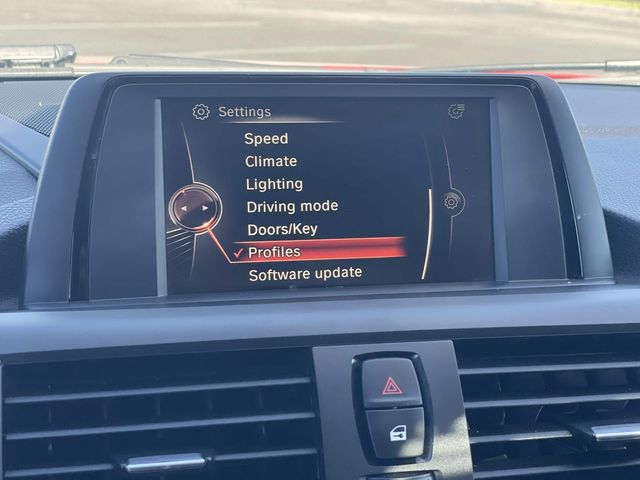 Settings
Speed
Climate
Lighting
Driving mode
Doors/Key
Profiles
Software update